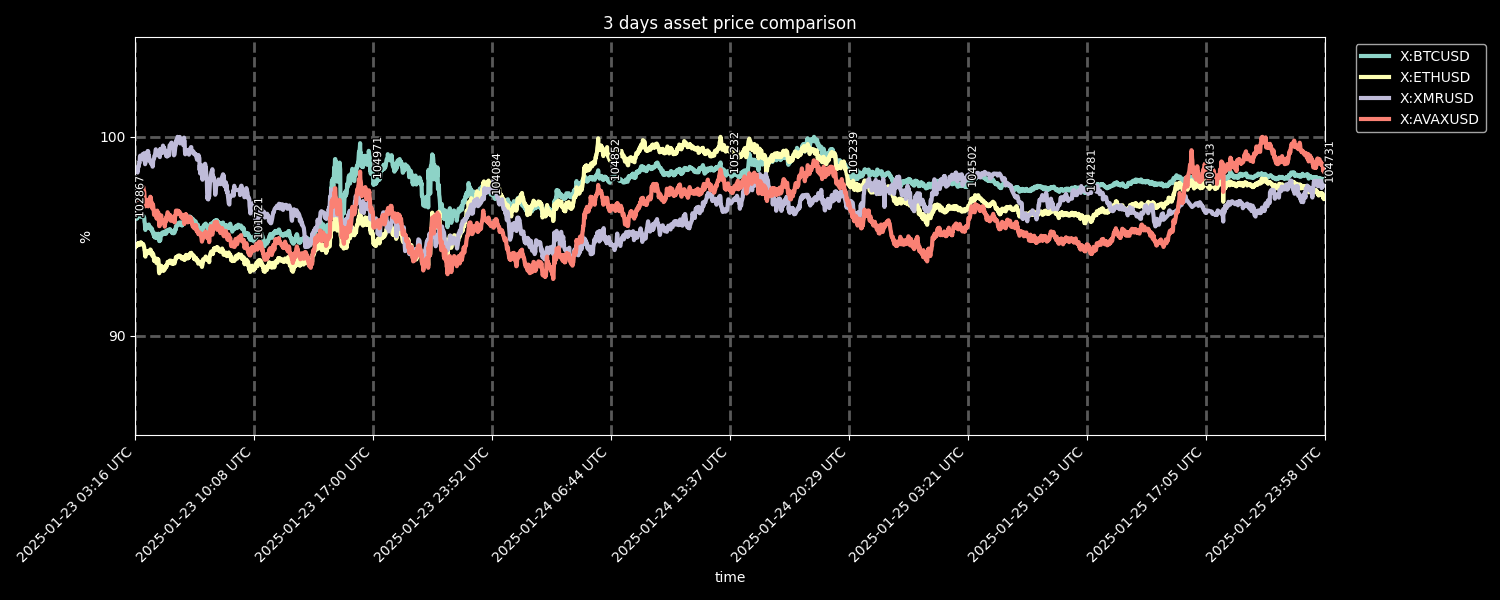 3 days asset price comparison
X:BTCUSD
X:ETHUSD
X:XMRUSD
X:AVAXUSD
100
90
%
102867
101721
104971
104084
104852
105232
105239
104502
104281
104613
104731
2025-01-23 03:16 UTC
2025-01-23 10:08 UTC
2025-01-23 17:00 UTC
2025-01-23 23:52 UTC
2025-01-24 06:44 UTC
2025-01-24 13:37 UTC
2025-01-24 20:29 UTC
2025-01-25 03:21 UTC
2025-01-25 10:13 UTC
2025-01-25 17:05 UTC
2025-01-25 23:58 UTC
time